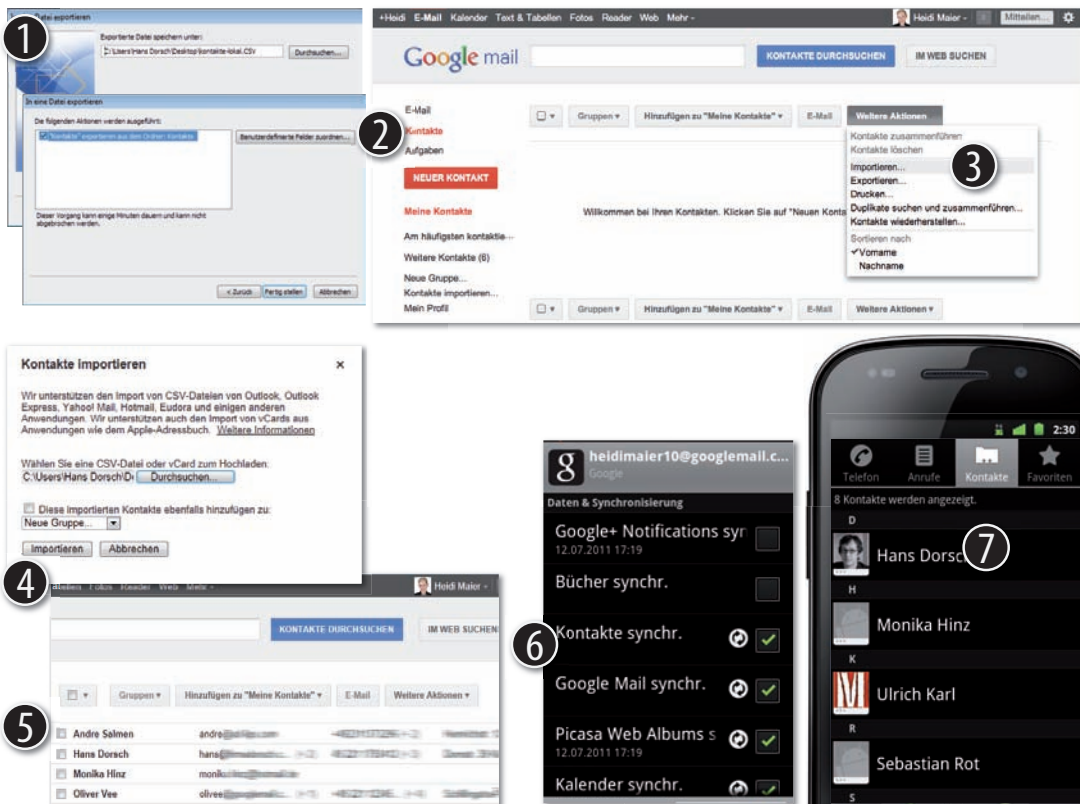 1
Datei exportieren
Exportierte Datei speichern unter:
C:\Users\Hans Dorsch\Desktop\kontakte-lokal.CSV
Durchsuchen...
In eine Datei exportieren
Die folgenden Aktionen werden ausgeführt:
"Kontakte" exportieren aus dem Ordner: Kontakte
Benutzerdefinierte Felder zuordnen...
Dieser Vorgang kann einige Minuten dauern und kann nicht
abgebrochen werden.
< Zurück Fertig stellen Abbrechen
+Heidi E-Mail Kalender Text & Tabellen Fotos Reader Web Mehr
Heidi Maier
Mitteilen...
Google mail
KONTAKTE DURCHSUCHEN
IM WEB SUCHEN
2
E-Mail
Kontakte
Aufgaben
NEUER KONTAKT
Meine Kontakte
Am häufigsten kontaktie...
Weitere Kontakte (6)
Neue Gruppe...
Kontakte importieren...
Mein Profil
Gruppen Hinzufügen zu "Meine Kontakte" E-Mail Weitere Aktionen
Willkommen bei Ihren Kontakten. Klicken Sie auf "Neuen Konta
3
Kontakte zusammenführen
Kontakte löschen
Importieren...
Exportieren...
Drucken...
Duplikate suchen und zusammenführen...
Kontakte wiederherstellen...
Sortieren nach
Vorname
Nachname
Gruppen Hinzufügen zu "Meine Kontakte" E-Mail Weitere Aktionen
Kontakte importieren
Wir unterstützen den Import von CSV-Dateien von Outlook, Outlook
Express, Yahoo! Mail, Hotmail, Eudora und einigen anderen
Anwendungen. Wir unterstützen auch den Import von vCards aus
Anwendungen wie dem Apple-Adressbuch. Weitere Informationen
Wählen Sie eine CSV-Datei oder vCard zum Hochladen:
C:\Users\Hans Dorsch\De Durchsuchen...
Diese importierten Kontakte ebenfalls hinzufügen zu:
Neue Gruppe...
Importieren Abbrechen
4
Tabellen Fotos Reader Web Mehr
Heidi Maier
KONTAKTE DURCHSUCHEN
IM WEB SUCHEN
Gruppen Hinzufügen zu "Meine Kontakte" E-Mail Weitere Aktionen
5
Andre Salmen
Hans Dorsch
Monika Hinz
Oliver Vee
heidimaier10@googlemail.c...
Google
Daten & Synchronisierung
Google+ Notifications syn
12.07.2011 17:19
Bücher synchr.
6
Kontakte synchr.
Google Mail synchr.
Picasa Web Albums s
12.07.2011 17:19
Kalender synchr.
2:30
Telefon Anrufe Kontakte Favoriten
8 Kontakte werden angezeigt.
D
Hans Dorsch
7
H
Monika Hinz
K
Ulrich Karl
R
Sebastian Rot
S